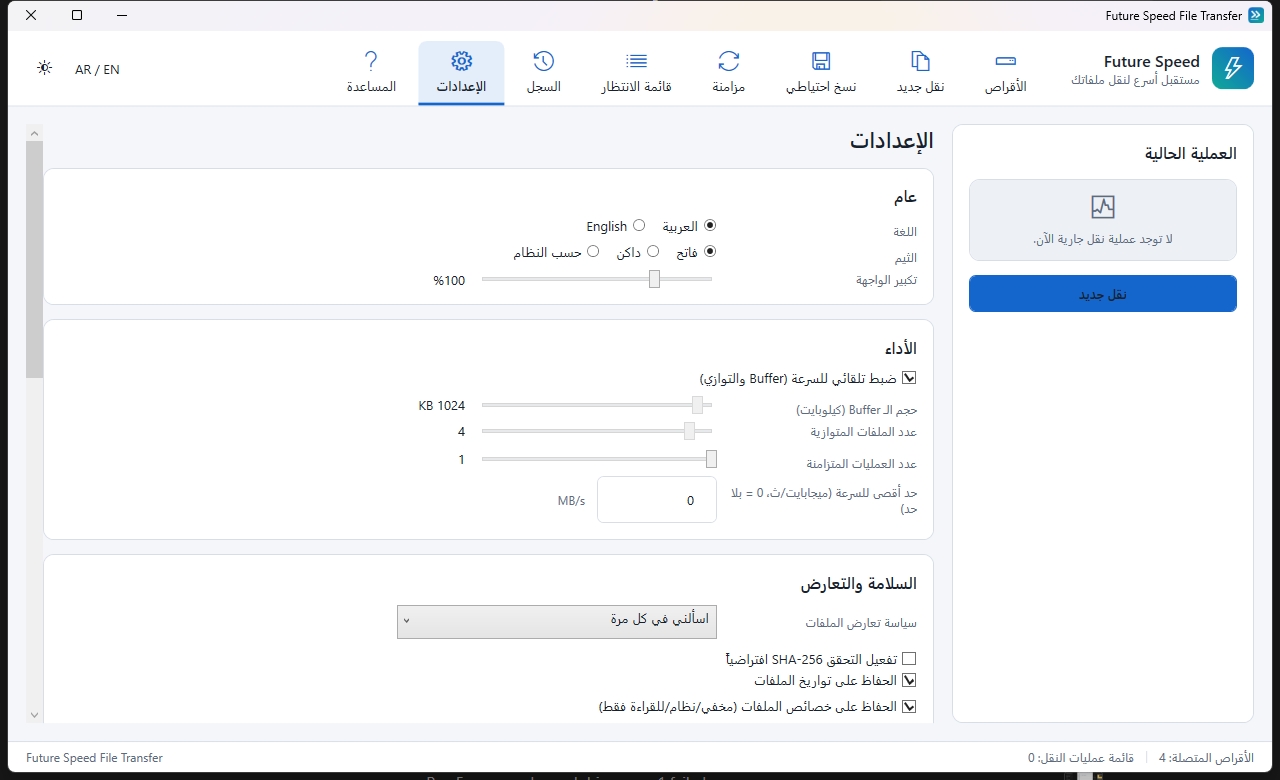 Future Speed File Transfer
Future Speed
مستقبل أسرع لنقل ملفاتك
الأقراص
نقل جديد
نسخ احتياطي
مزامنة
قائمة الانتظار
السجل
الإعدادات
المساعدة
AR / EN
العملية الحالية
لا توجد عملية نقل جارية الآن.
نقل جديد
الإعدادات
عام
اللغة
العربية
English
الثيم
فاتح
داكن
حسب النظام
تكبير الواجهة
%100
الأداء
ضبط تلقائي للسرعة (Buffer والتوازي)
حجم الـ Buffer (كيلوبايت)
KB 1024
عدد الملفات المتوازية
4
عدد العمليات المتزامنة
1
حد أقصى للسرعة (ميجابايت/ث، 0 = بلا
حد)
0
MB/s
السلامة والتعارض
سياسة تعارض الملفات
اسألني في كل مرة
تفعيل التحقق SHA-256 افتراضياً
الحفاظ على تواريخ الملفات
الحفاظ على خصائص الملفات (مخفي/نظام/للقراءة فقط)
الأقراص المتصلة: 4
قائمة عمليات النقل: 0
Future Speed File Transfer